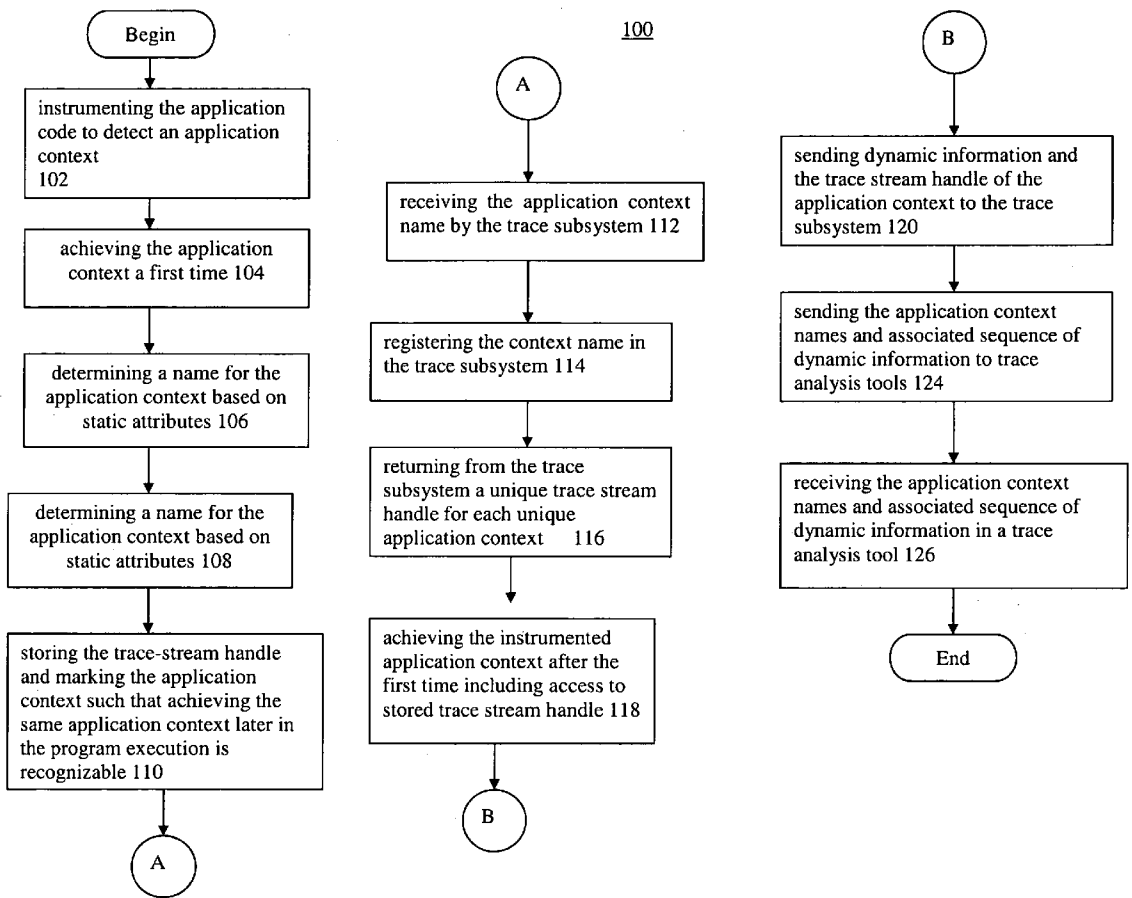 Begin
instrumenting the application
code to detect an application
context
102
achieving the application
context a first time 104
determining a name for the
application context based on
static attributes 106
determining a name for the
application context based on
static attributes 108
storing the trace-stream handle
and marking the application
context such that achieving the
same application context later in
the program execution is
recognizable 110
A
100
A
receiving the application context
name by the trace subsystem 112
registering the context name in
the trace subsystem 114
returning from the trace
subsystem a unique trace stream
handle for each unique
application context 116
achieving the instrumented
application context after the
first time including access to
stored trace stream handle 118
B
B
sending dynamic information and
the trace stream handle of the
application context to the trace
subsystem 120
sending the application context
names and associated sequence of
dynamic information to trace
analysis tools 124
receiving the application context
names and associated sequence of
dynamic information in a trace
analysis tool 126
End